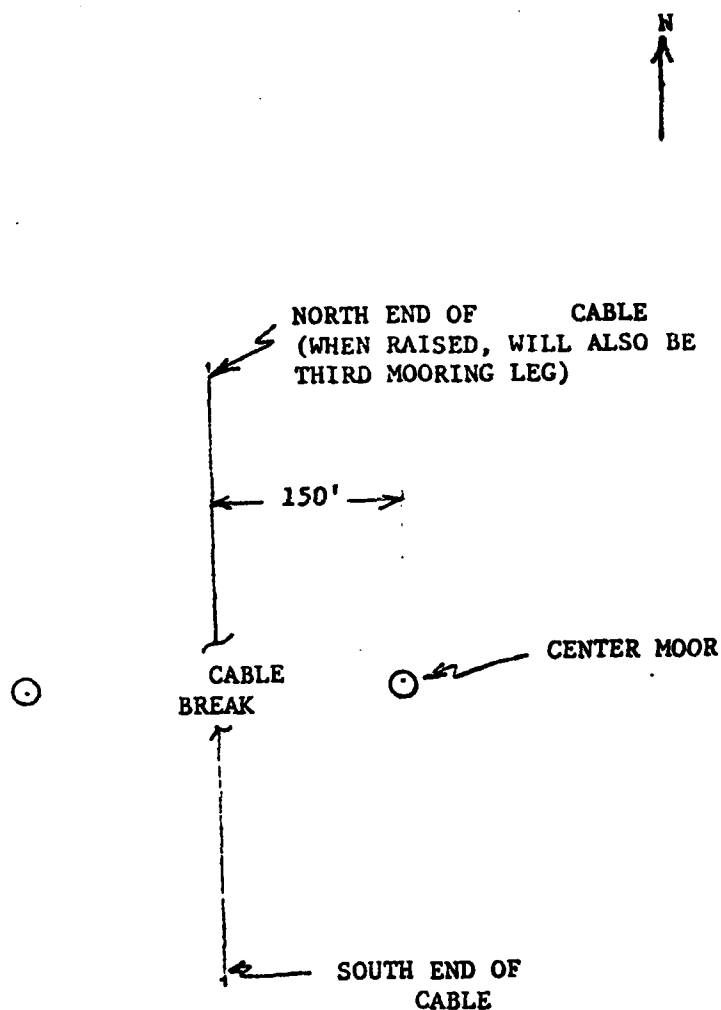 N
NORTH END OF CABLE
(WHEN RAISED, WILL ALSO BE
THIRD MOORING LEG)
150'
CENTER MOOR
CABLE
BREAK
SOUTH END OF
CABLE